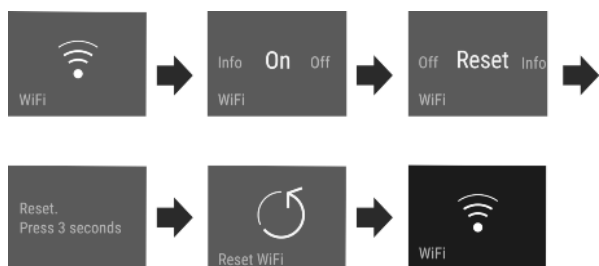 WiFi
Info On Off
WiFi
Off Reset Info
WiFi
Reset.
Press 3 seconds
Reset WiFi
WiFi